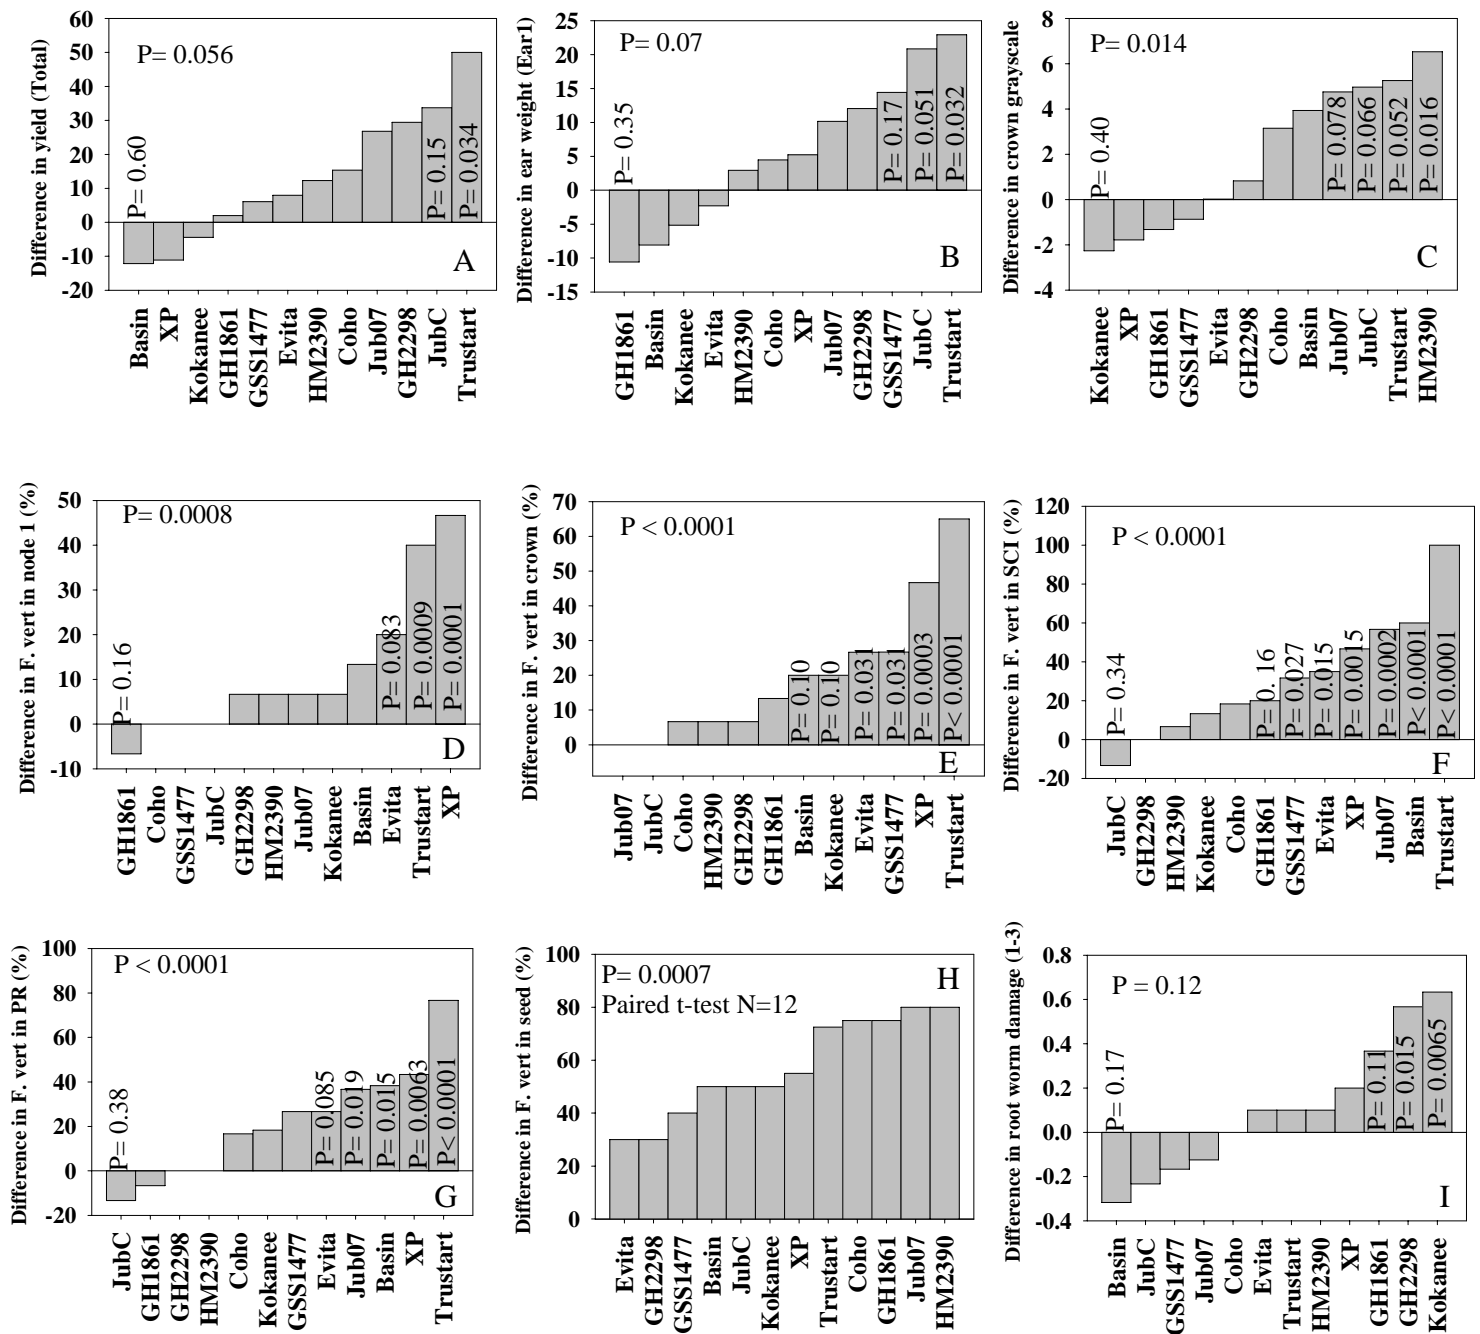 Difference in yield (Total)
60
50
40
30
20
10
0
-10
-20
P= 0.056
P= 0.60
P= 0.15
P= 0.034
A
Basin
XP
Kokanee
GH1861
GSS1477
Evita
HM2390
Coho
Jub07
GH2298
JubC
Trustart
Difference in ear weight (Ear1)
25
20
15
10
5
0
-5
-10
-15
P= 0.07
P= 0.35
P= 0.17
P= 0.051
P= 0.032
B
GH1861
Basin
Kokanee
Evita
HM2390
Coho
XP
Jub07
GH2298
GSS1477
JubC
Trustart
Difference in crown grayscale
8
6
4
2
0
-2
-4
P= 0.014
P= 0.40
P= 0.078
P= 0.066
P= 0.052
P= 0.016
C
Kokanee
XP
GH1861
GSS1477
Evita
GH2298
Coho
Basin
Jub07
JubC
Trustart
HM2390
Difference in F. vert in node 1 (%)
50
40
30
20
10
0
-10
P= 0.0008
P= 0.16
P= 0.083
P= 0.0009
P= 0.0001
D
GH1861
Coho
GSS1477
JubC
GH2298
HM2390
Jub07
Kokanee
Basin
Evita
Trustart
XP
Difference in F. vert in crown (%)
70
60
50
40
30
20
10
0
P < 0.0001
P= 0.10
P= 0.10
P= 0.031
P= 0.031
P= 0.0003
P< 0.0001
E
Jub07
JubC
Coho
HM2390
GH2298
GH1861
Basin
Kokanee
Evita
GSS1477
XP
Trustart
Difference in F. vert in SCI (%)
120
100
80
60
40
20
0
-20
P < 0.0001
P= 0.34
P= 0.16
P= 0.027
P= 0.015
P= 0.0015
P= 0.0002
P< 0.0001
P< 0.0001
F
JubC
GH2298
HM2390
Kokanee
Coho
GH1861
GSS1477
Evita
XP
Jub07
Basin
Trustart
Difference in F. vert in PR (%)
100
80
60
40
20
0
-20
P < 0.0001
P= 0.38
P= 0.085
P= 0.019
P= 0.015
P= 0.0063
P< 0.0001
G
JubC
GH1861
GH2298
HM2390
Coho
Kokanee
GSS1477
Evita
Jub07
Basin
XP
Trustart
Difference in F. vert in seed (%)
100
80
60
40
20
0
P= 0.0007
Paired t-test N=12
H
Evita
GH2298
GSS1477
Basin
JubC
Kokanee
XP
Trustart
Coho
GH1861
Jub07
HM2390
Difference in root worm damage (1-3)
0.8
0.6
0.4
0.2
0.0
-0.2
-0.4
P = 0.12
P= 0.17
P= 0.11
P= 0.015
P= 0.0065
I
Basin
JubC
GSS1477
Jub07
Coho
Evita
Trustart
HM2390
XP
GH1861
GH2298
Kokanee